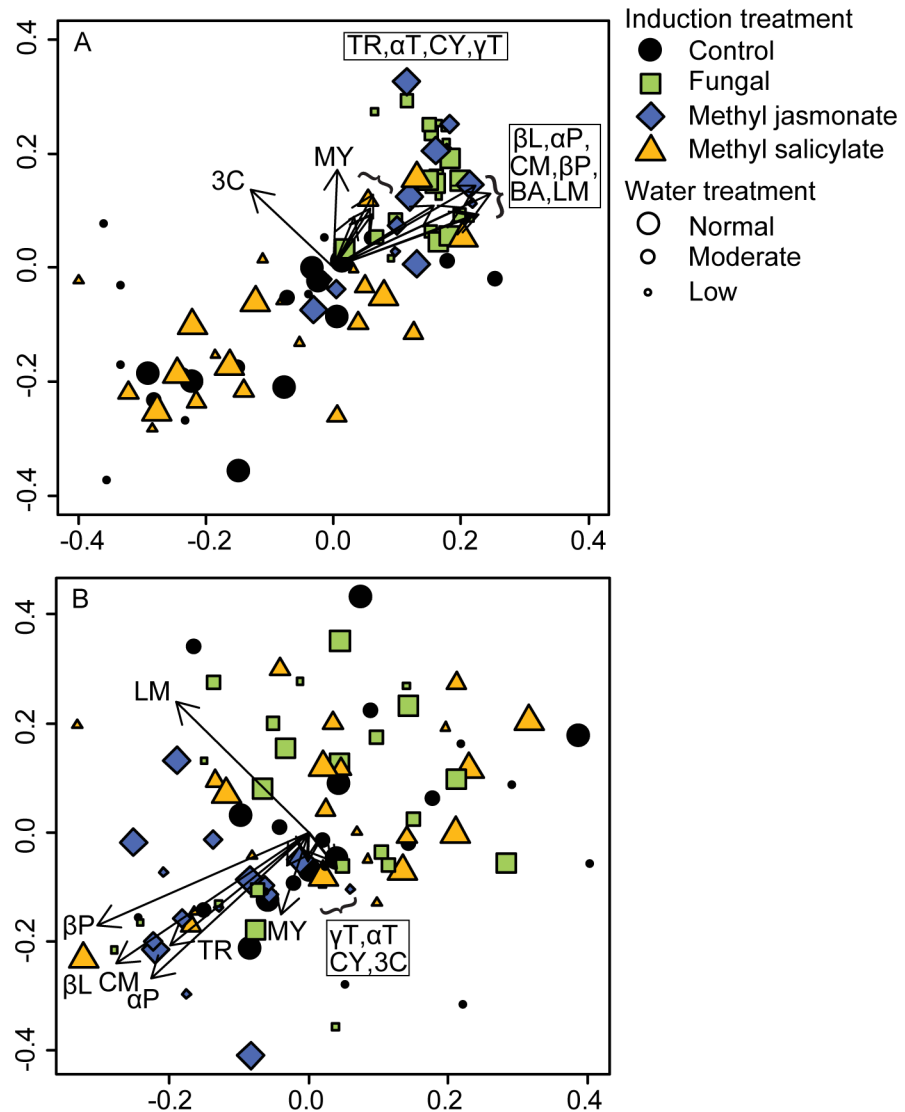 A
TR,αT,CY,γT
βL,αP,
CM,βP,
BA,LM
MY
3C
0.4
0.2
0.0
-0.2
-0.4
-0.4
-0.2
0.0
0.2
0.4
Induction treatment
Control
Fungal
Methyl jasmonate
Methyl salicylate
Water treatment
Normal
Moderate
Low
B
LM
βP
βL
CM
αP
TR
MY
γT,αT
CY,3C
0.4
0.2
0.0
-0.2
-0.4
-0.2
0.0
0.2
0.4